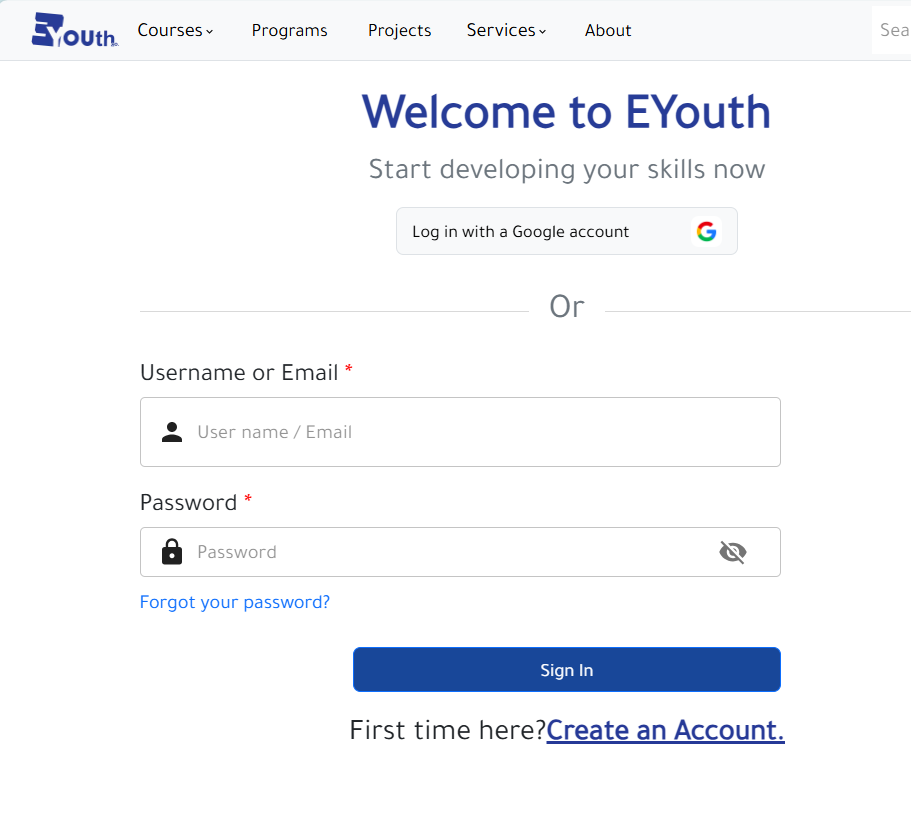 EYouth
Courses
Programs
Projects
Services
About
Sea
Welcome to EYouth
Start developing your skills now
Log in with a Google account
Or
Username or Email *
User name / Email
Password *
Password
Forgot your password?
Sign In
First time here?Create an Account.